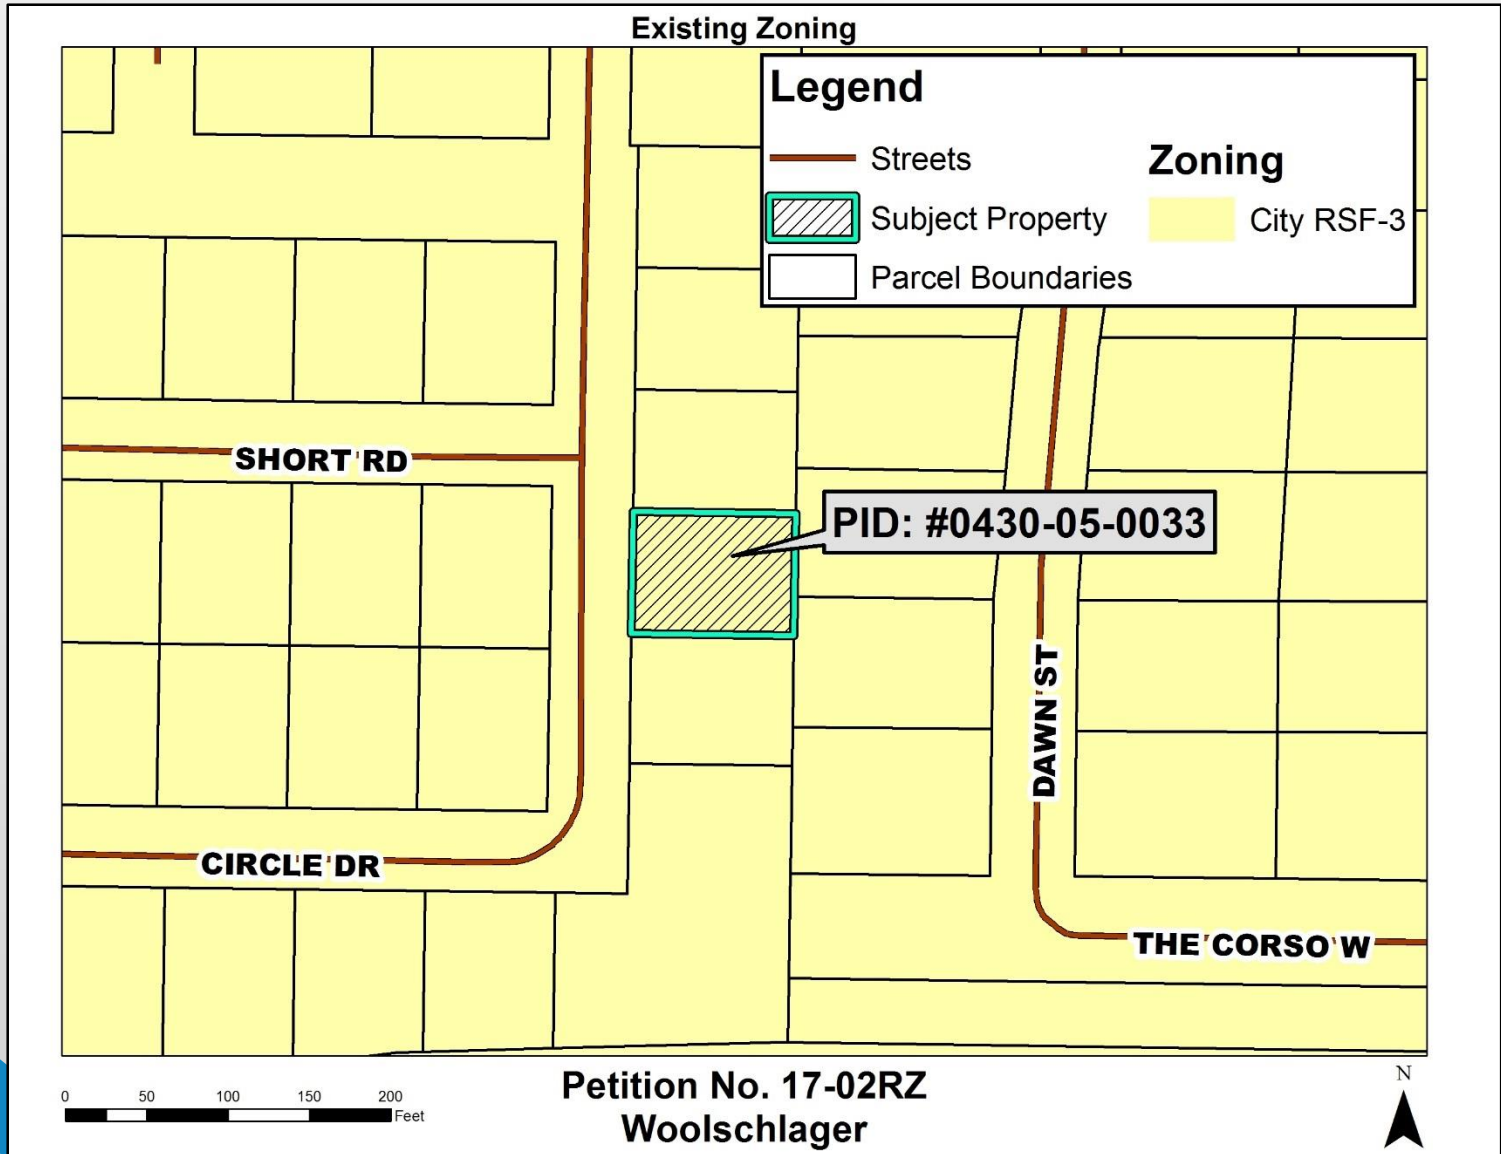 Existing Zoning
Legend
Streets
Zoning
Subject Property
City RSF-3
Parcel Boundaries
SHORT RD
PID: #0430-05-0033
DAWN ST
CIRCLE DR
THE CORSO W
0 50 100 150 200
Feet
Petition No. 17-02RZ
Woolschlager
N